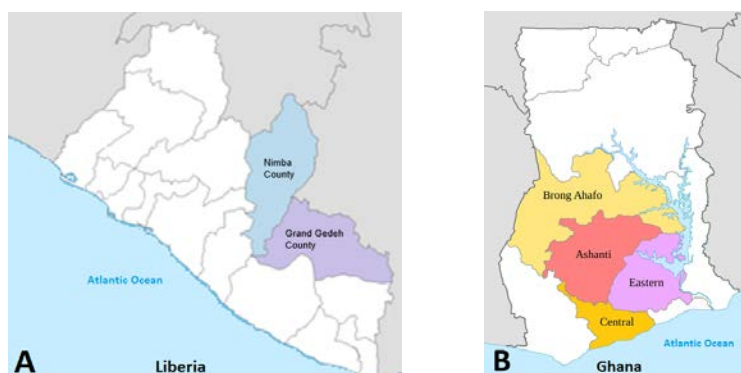 Nimba
County
Grand Gedeh
County
Atlantic Ocean
A
Liberia
Brong Ahafo
Ashanti
Eastern
Central
Atlantic Ocean
B
Ghana